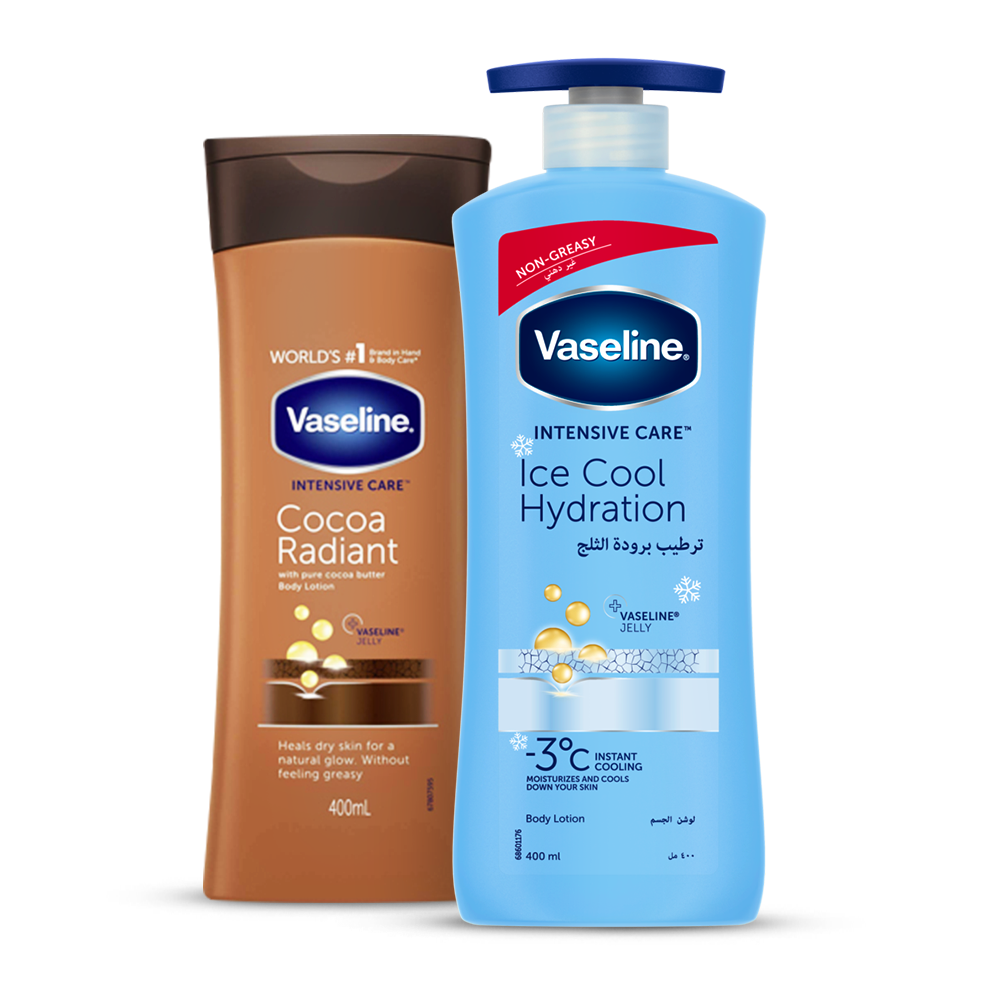 WORLD'S #1 Brand in Hand
& Body Care*
Vaseline®
INTENSIVE CARE™
Cocoa
Radiant
with pure cocoa butter
Body Lotion
VASELINE®
JELLY
Heals dry skin for a
natural glow. Without
feeling greasy
400mL
67807595
NON-GREASY
غير دهني
Vaseline®
INTENSIVE CARE™
Ice Cool
Hydration
ترطيب برودة الثلج
VASELINE®
JELLY
-3°C INSTANT
COOLING
MOISTURIZES AND COOLS
DOWN YOUR SKIN
Body Lotion لوشن الجسم
68601176
400 ml ٤٠٠ مل